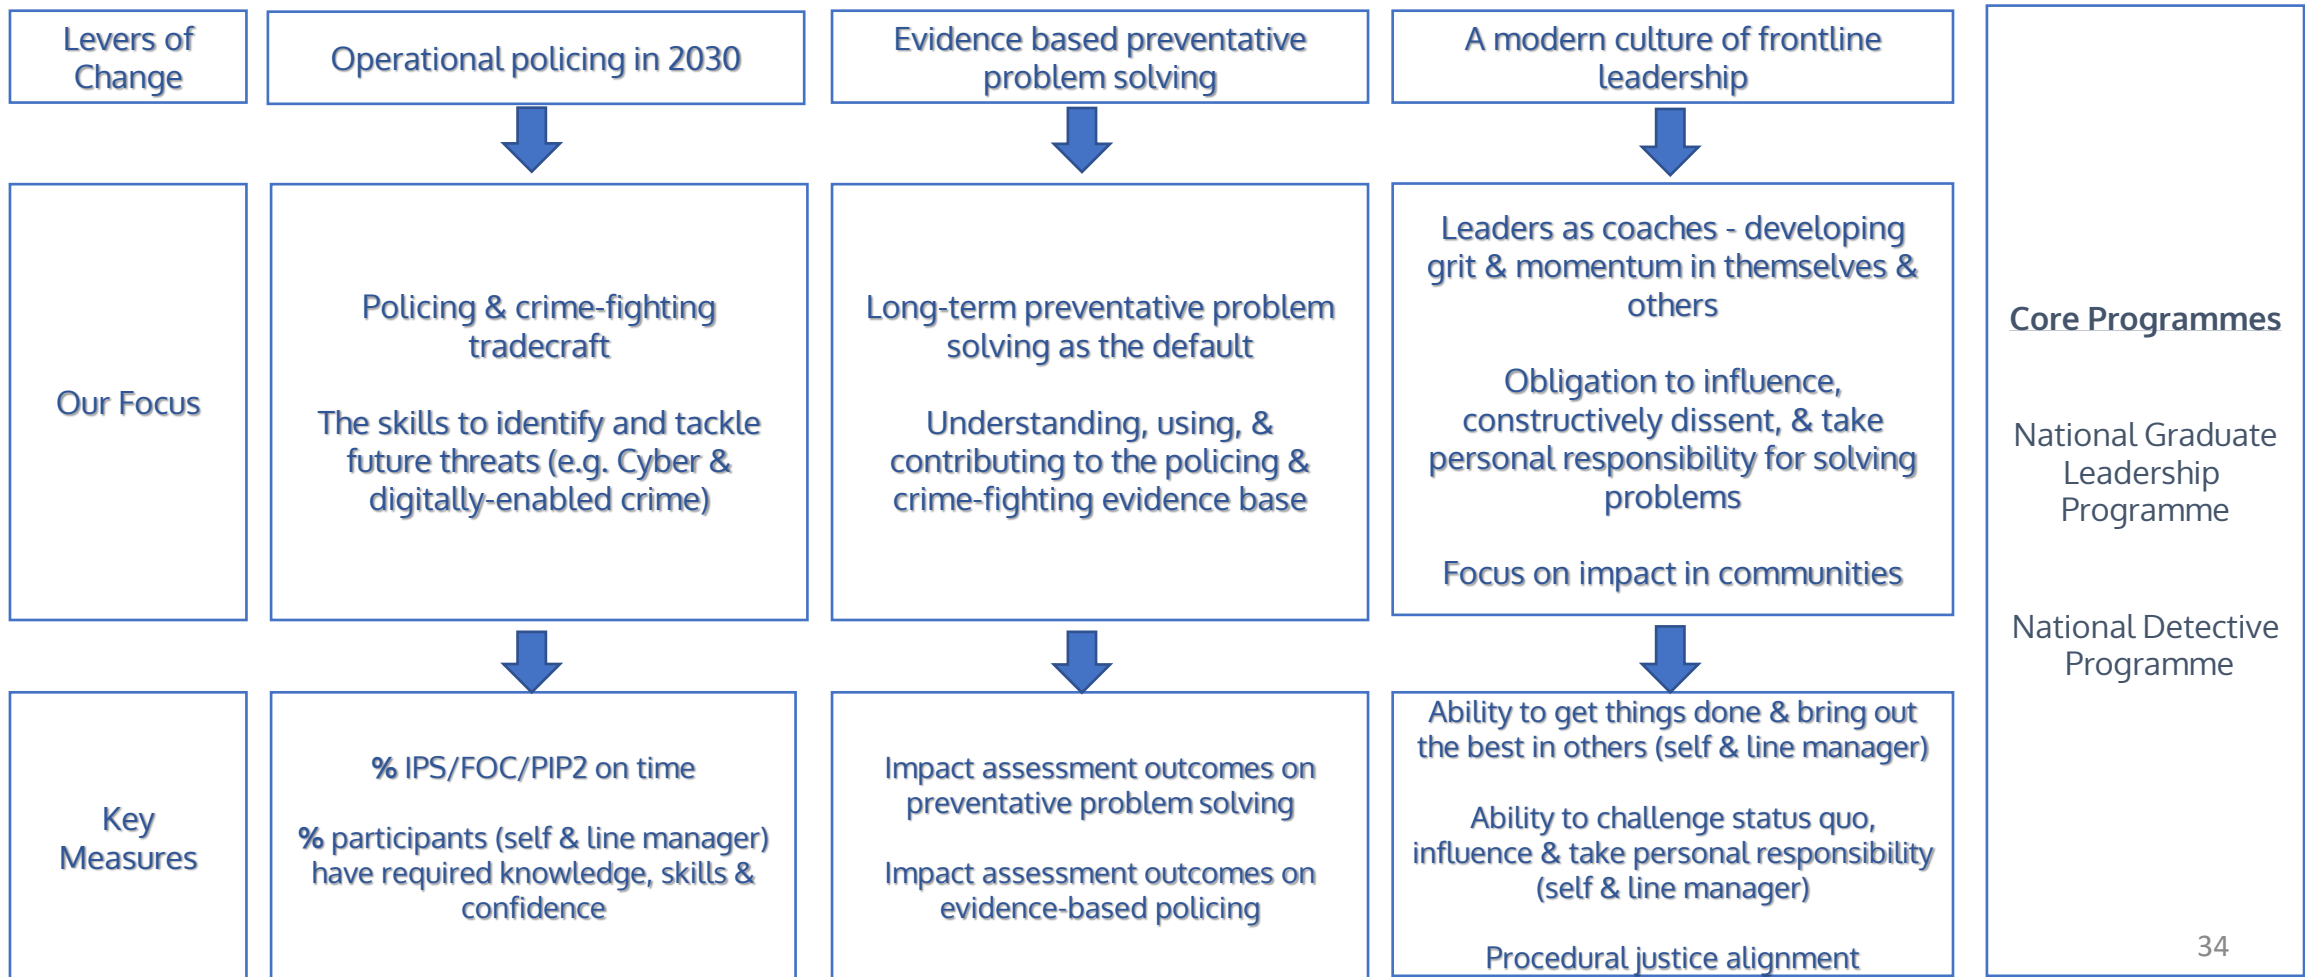 Levers of
Change
Operational policing in 2030
Evidence based preventative
problem solving
A modern culture of frontline
leadership
Our Focus
Policing & crime-fighting
tradecraft
The skills to identify and tackle
future threats (e.g. Cyber &
digitally-enabled crime)
Long-term preventative problem
solving as the default
Understanding, using, &
contributing to the policing &
crime-fighting evidence base
Leaders as coaches - developing
grit & momentum in themselves &
others
Obligation to influence,
constructively dissent, & take
personal responsibility for solving
problems
Focus on impact in communities
Key
Measures
% IPS/FOC/PIP2 on time
% participants (self & line manager)
have required knowledge, skills &
confidence
Impact assessment outcomes on
preventative problem solving
Impact assessment outcomes on
evidence-based policing
Ability to get things done & bring out
the best in others (self & line manager)
Ability to challenge status quo,
influence & take personal responsibility
(self & line manager)
Procedural justice alignment
Core Programmes
National Graduate
Leadership
Programme
National Detective
Programme
34